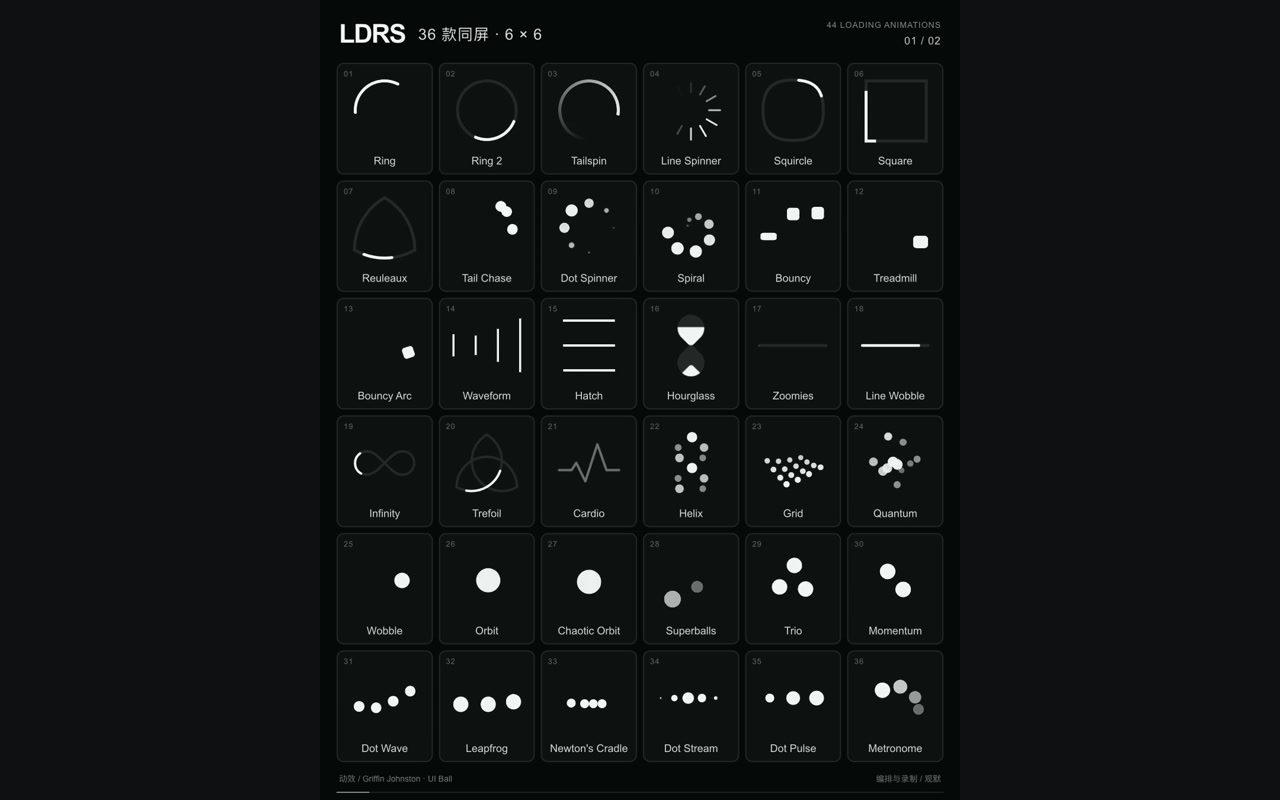 LDRS 36 款同屏 · 6 × 6
44 LOADING ANIMATIONS
01 / 02
01 02 03 04 05 06
Ring Ring 2 Tailspin Line Spinner Squircle Square
07 08 09 10 11 12
Reuleaux Tail Chase Dot Spinner Spiral Bouncy Treadmill
13 14 15 16 17 18
Bouncy Arc Waveform Hatch Hourglass Zoomies Line Wobble
19 20 21 22 23 24
Infinity Trefoil Cardio Helix Grid Quantum
25 26 27 28 29 30
Wobble Orbit Chaotic Orbit Superballs Trio Momentum
31 32 33 34 35 36
Dot Wave Leapfrog Newton's Cradle Dot Stream Dot Pulse Metronome
动效 / Griffin Johnston · UI Ball 编排与录制 / 观默